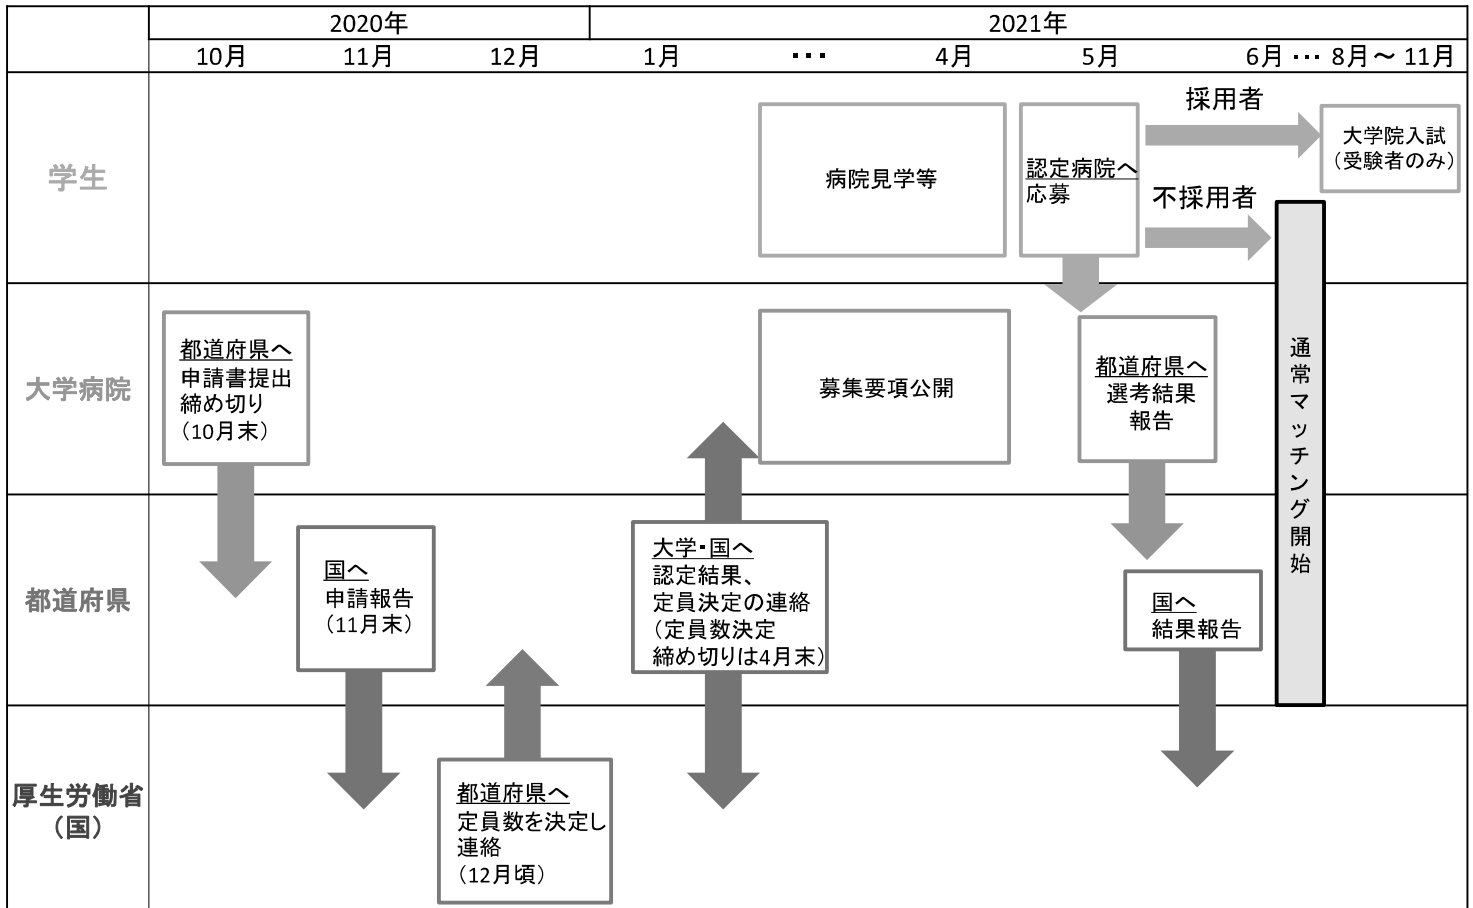 2020年
2021年
10月
11月
12月
1月
・・・
4月
5月
6月 ・・・ 8月～ 11月
学生
病院見学等
認定病院へ
応募
採用者
不採用者
大学院入試
（受験者のみ）
大学病院
都道府県へ
申請書提出
締め切り
（10月末）
募集要項公開
都道府県へ
選考結果
報告
通常マッチング開始
都道府県
国へ
申請報告
（11月末）
大学・国へ
認定結果、
定員決定の連絡
（定員数決定
締め切りは4月末）
国へ
結果報告
厚生労働省
（国）
都道府県へ
定員数を決定し
連絡
（12月頃）